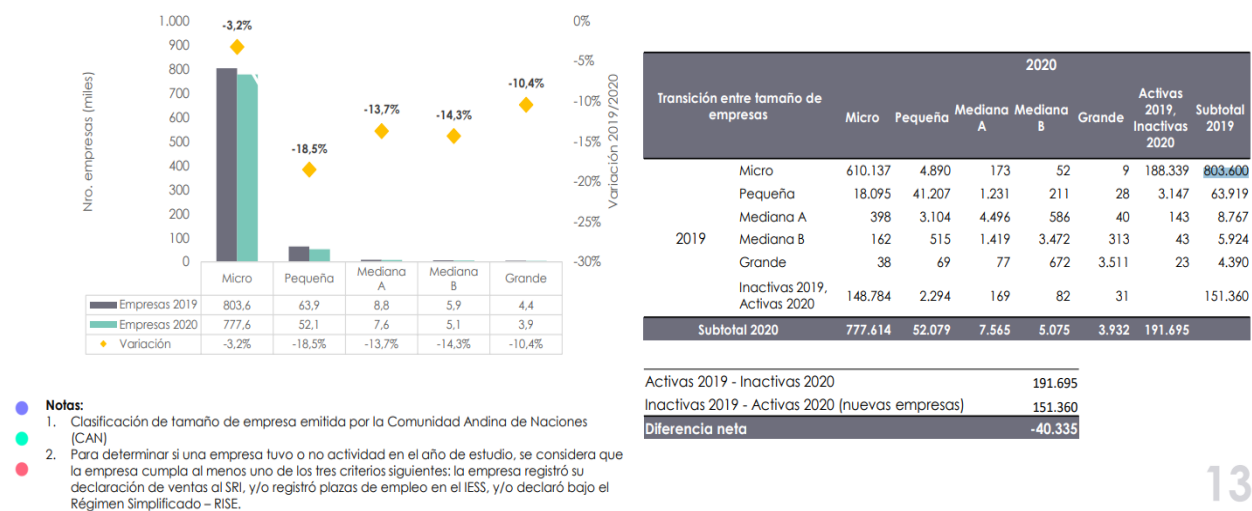 1.000
900
800
700
600
500
400
300
200
100
0
Nro. empresas (miles)
-3,2%
-18,5%
-13,7%
-14,3%
-10,4%
0%
-5%
-10%
-15%
-20%
-25%
-30%
Variación 2019/2020
Micro Pequeña Mediana A Mediana B Grande
Empresas 2019 803,6 63,9 8,8 5,9 4,4
Empresas 2020 777,6 52,1 7,6 5,1 3,9
Variación -3,2% -18,5% -13,7% -14,3% -10,4%
Notas:
1. Clasificación de tamaño de empresa emitida por la Comunidad Andina de Naciones
(CAN)
2. Para determinar si una empresa tuvo o no actividad en el año de estudio, se considera que
la empresa cumpla al menos uno de los tres criterios siguientes: la empresa registró su
declaración de ventas al SRI, y/o registró plazas de empleo en el IESS, y/o declaró bajo el
Régimen Simplificado – RISE.
Transición entre tamaño de
empresas
2020
Micro Pequeña Mediana A Mediana B Grande Activas 2019, Inactivas 2020 Subtotal 2019
2019
Micro 610.137 4.890 173 52 9 188.339 803.600
Pequeña 18.095 41.207 1.231 211 28 3.147 63.919
Mediana A 398 3.104 4.496 586 40 143 8.767
Mediana B 162 515 1.419 3.472 313 43 5.924
Grande 38 69 77 672 3.511 23 4.390
Inactivas 2019, Activas 2020 148.784 2.294 169 82 31 151.360
Subtotal 2020 777.614 52.079 7.565 5.075 3.932 191.695
Activas 2019 - Inactivas 2020 191.695
Inactivas 2019 - Activas 2020 (nuevas empresas) 151.360
Diferencia neta -40.335
13